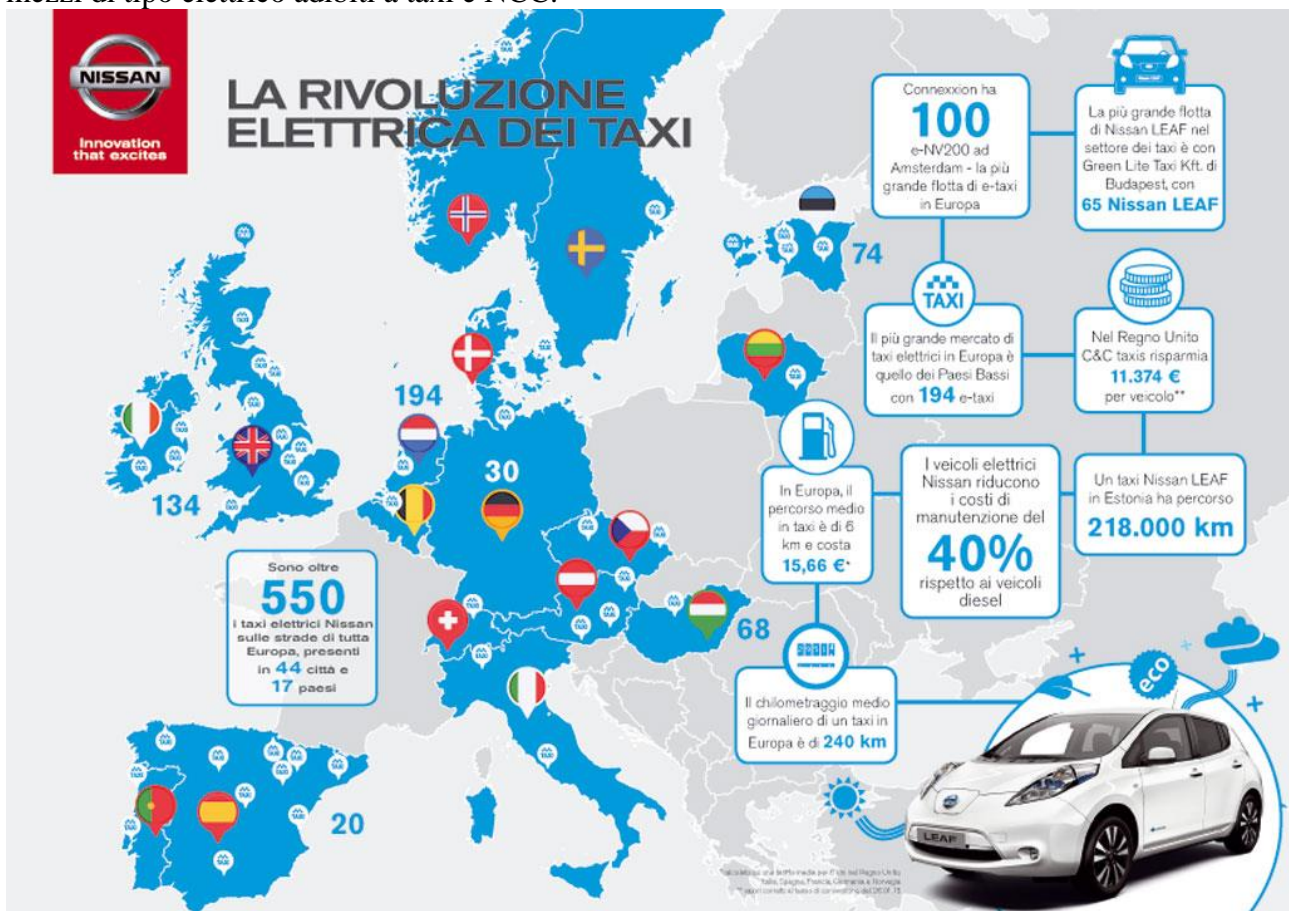 mezzi di tipo elettrico adibiti a taxi e NCC.
NISSAN
Innovation
that excites
LA RIVOLUZIONE
ELETTRICA DEI TAXI
Connexxion ha
100
e-NV200 ad
Amsterdam - la più
grande flotta di e-taxi
in Europa
La più grande flotta
di Nissan LEAF nel
settore dei taxi è con
Green Lite Taxi Kft. di
Budapest, con
65 Nissan LEAF
74
TAXI
Il più grande mercato di
taxi elettrici in Europa è
quello dei Paesi Bassi
con 194 e-taxi
Nel Regno Unito
C&C taxis risparmia
11.374 €
per veicolo**
194
30
134
In Europa, il
percorso medio
in taxi è di 6
km e costa
15,66 €*
I veicoli elettrici
Nissan riducono
i costi di
manutenzione del
40%
rispetto ai veicoli
diesel
Un taxi Nissan LEAF
in Estonia ha percorso
218.000 km
Sono oltre
550
i taxi elettrici Nissan
sulle strade di tutta
Europa, presenti
in 44 città e
17 paesi
68
Il chilometraggio medio
giornaliero di un taxi in
Europa è di 240 km
eco
20
LEAF